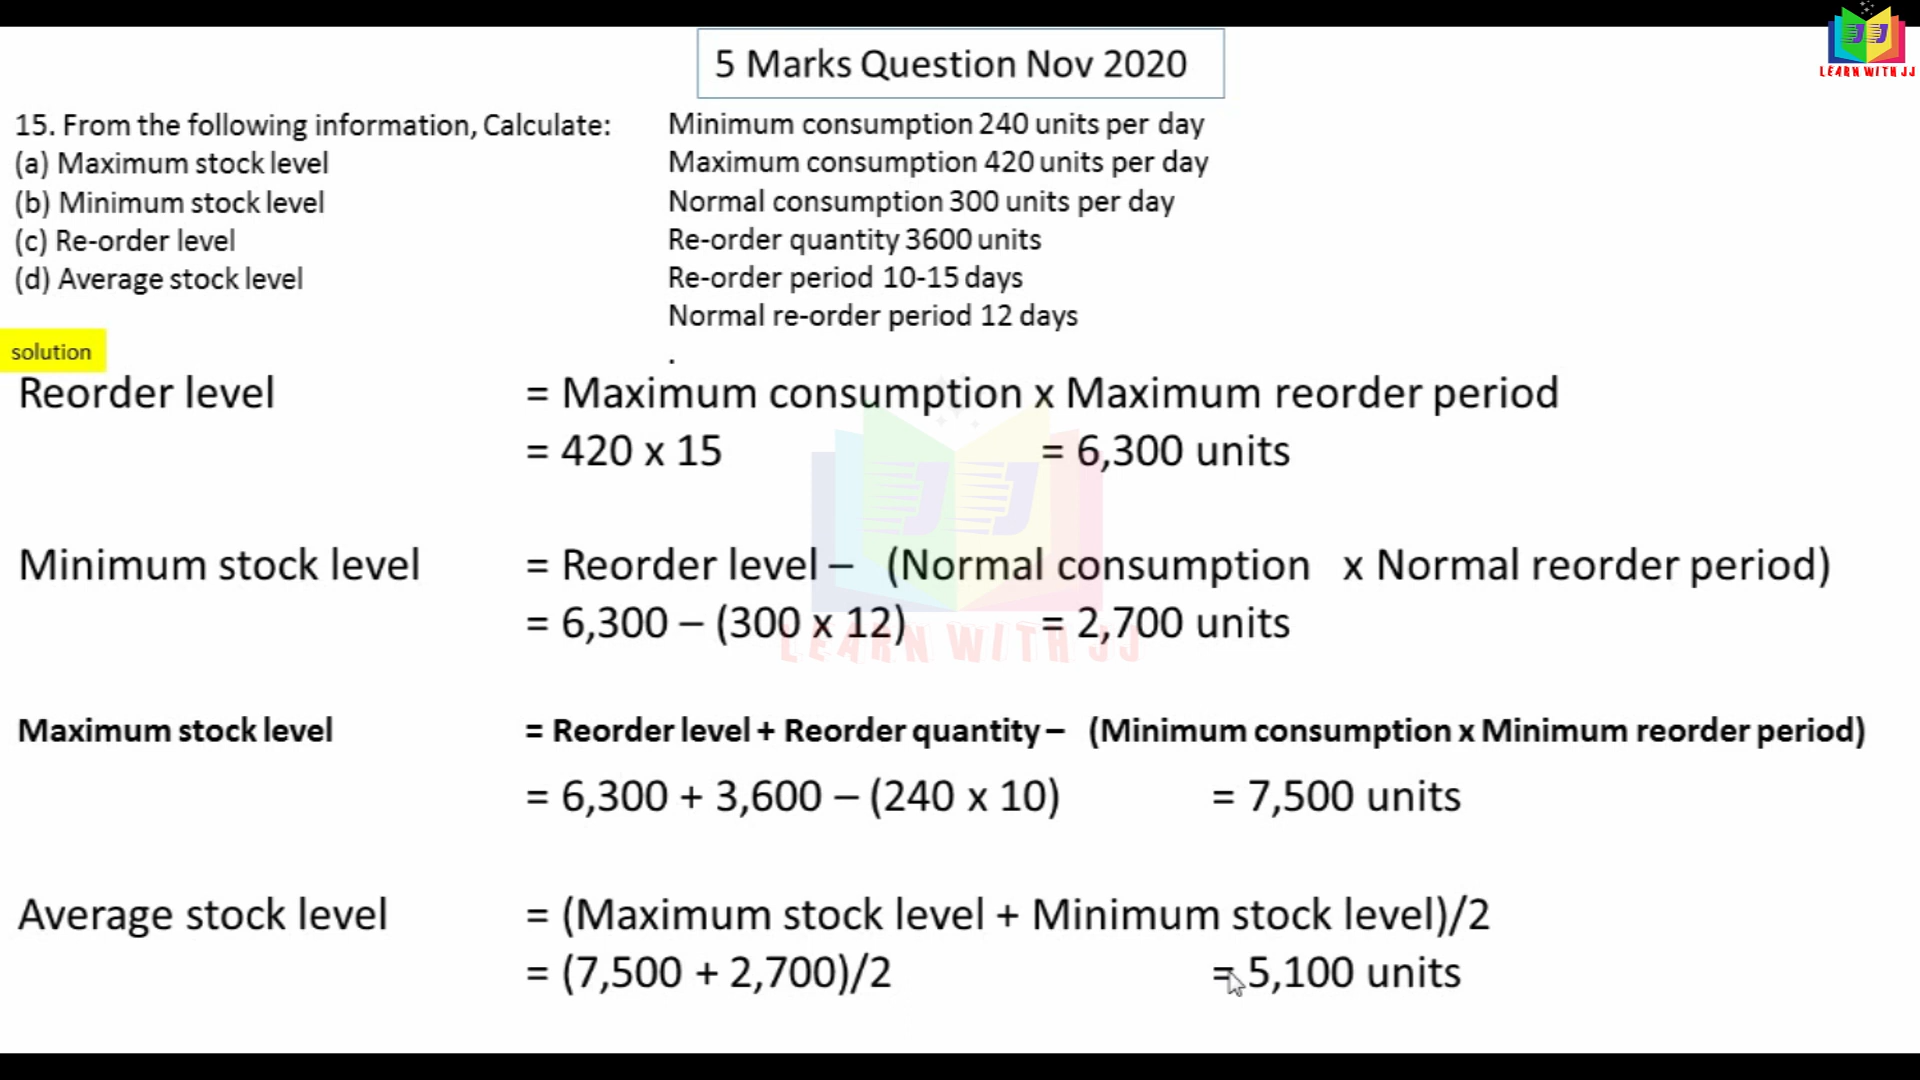 5 Marks Question Nov 2020
LEARN WITH JJ
15. From the following information, Calculate:
(a) Maximum stock level
(b) Minimum stock level
(c) Re-order level
(d) Average stock level
Minimum consumption 240 units per day
Maximum consumption 420 units per day
Normal consumption 300 units per day
Re-order quantity 3600 units
Re-order period 10-15 days
Normal re-order period 12 days
.
solution
Reorder level = Maximum consumption x Maximum reorder period
= 420 x 15 = 6,300 units
Minimum stock level = Reorder level – (Normal consumption x Normal reorder period)
= 6,300 – (300 x 12) = 2,700 units
LEARN WITH JJ
Maximum stock level = Reorder level + Reorder quantity – (Minimum consumption x Minimum reorder period)
= 6,300 + 3,600 – (240 x 10) = 7,500 units
Average stock level = (Maximum stock level + Minimum stock level)/2
= (7,500 + 2,700)/2 = 5,100 units